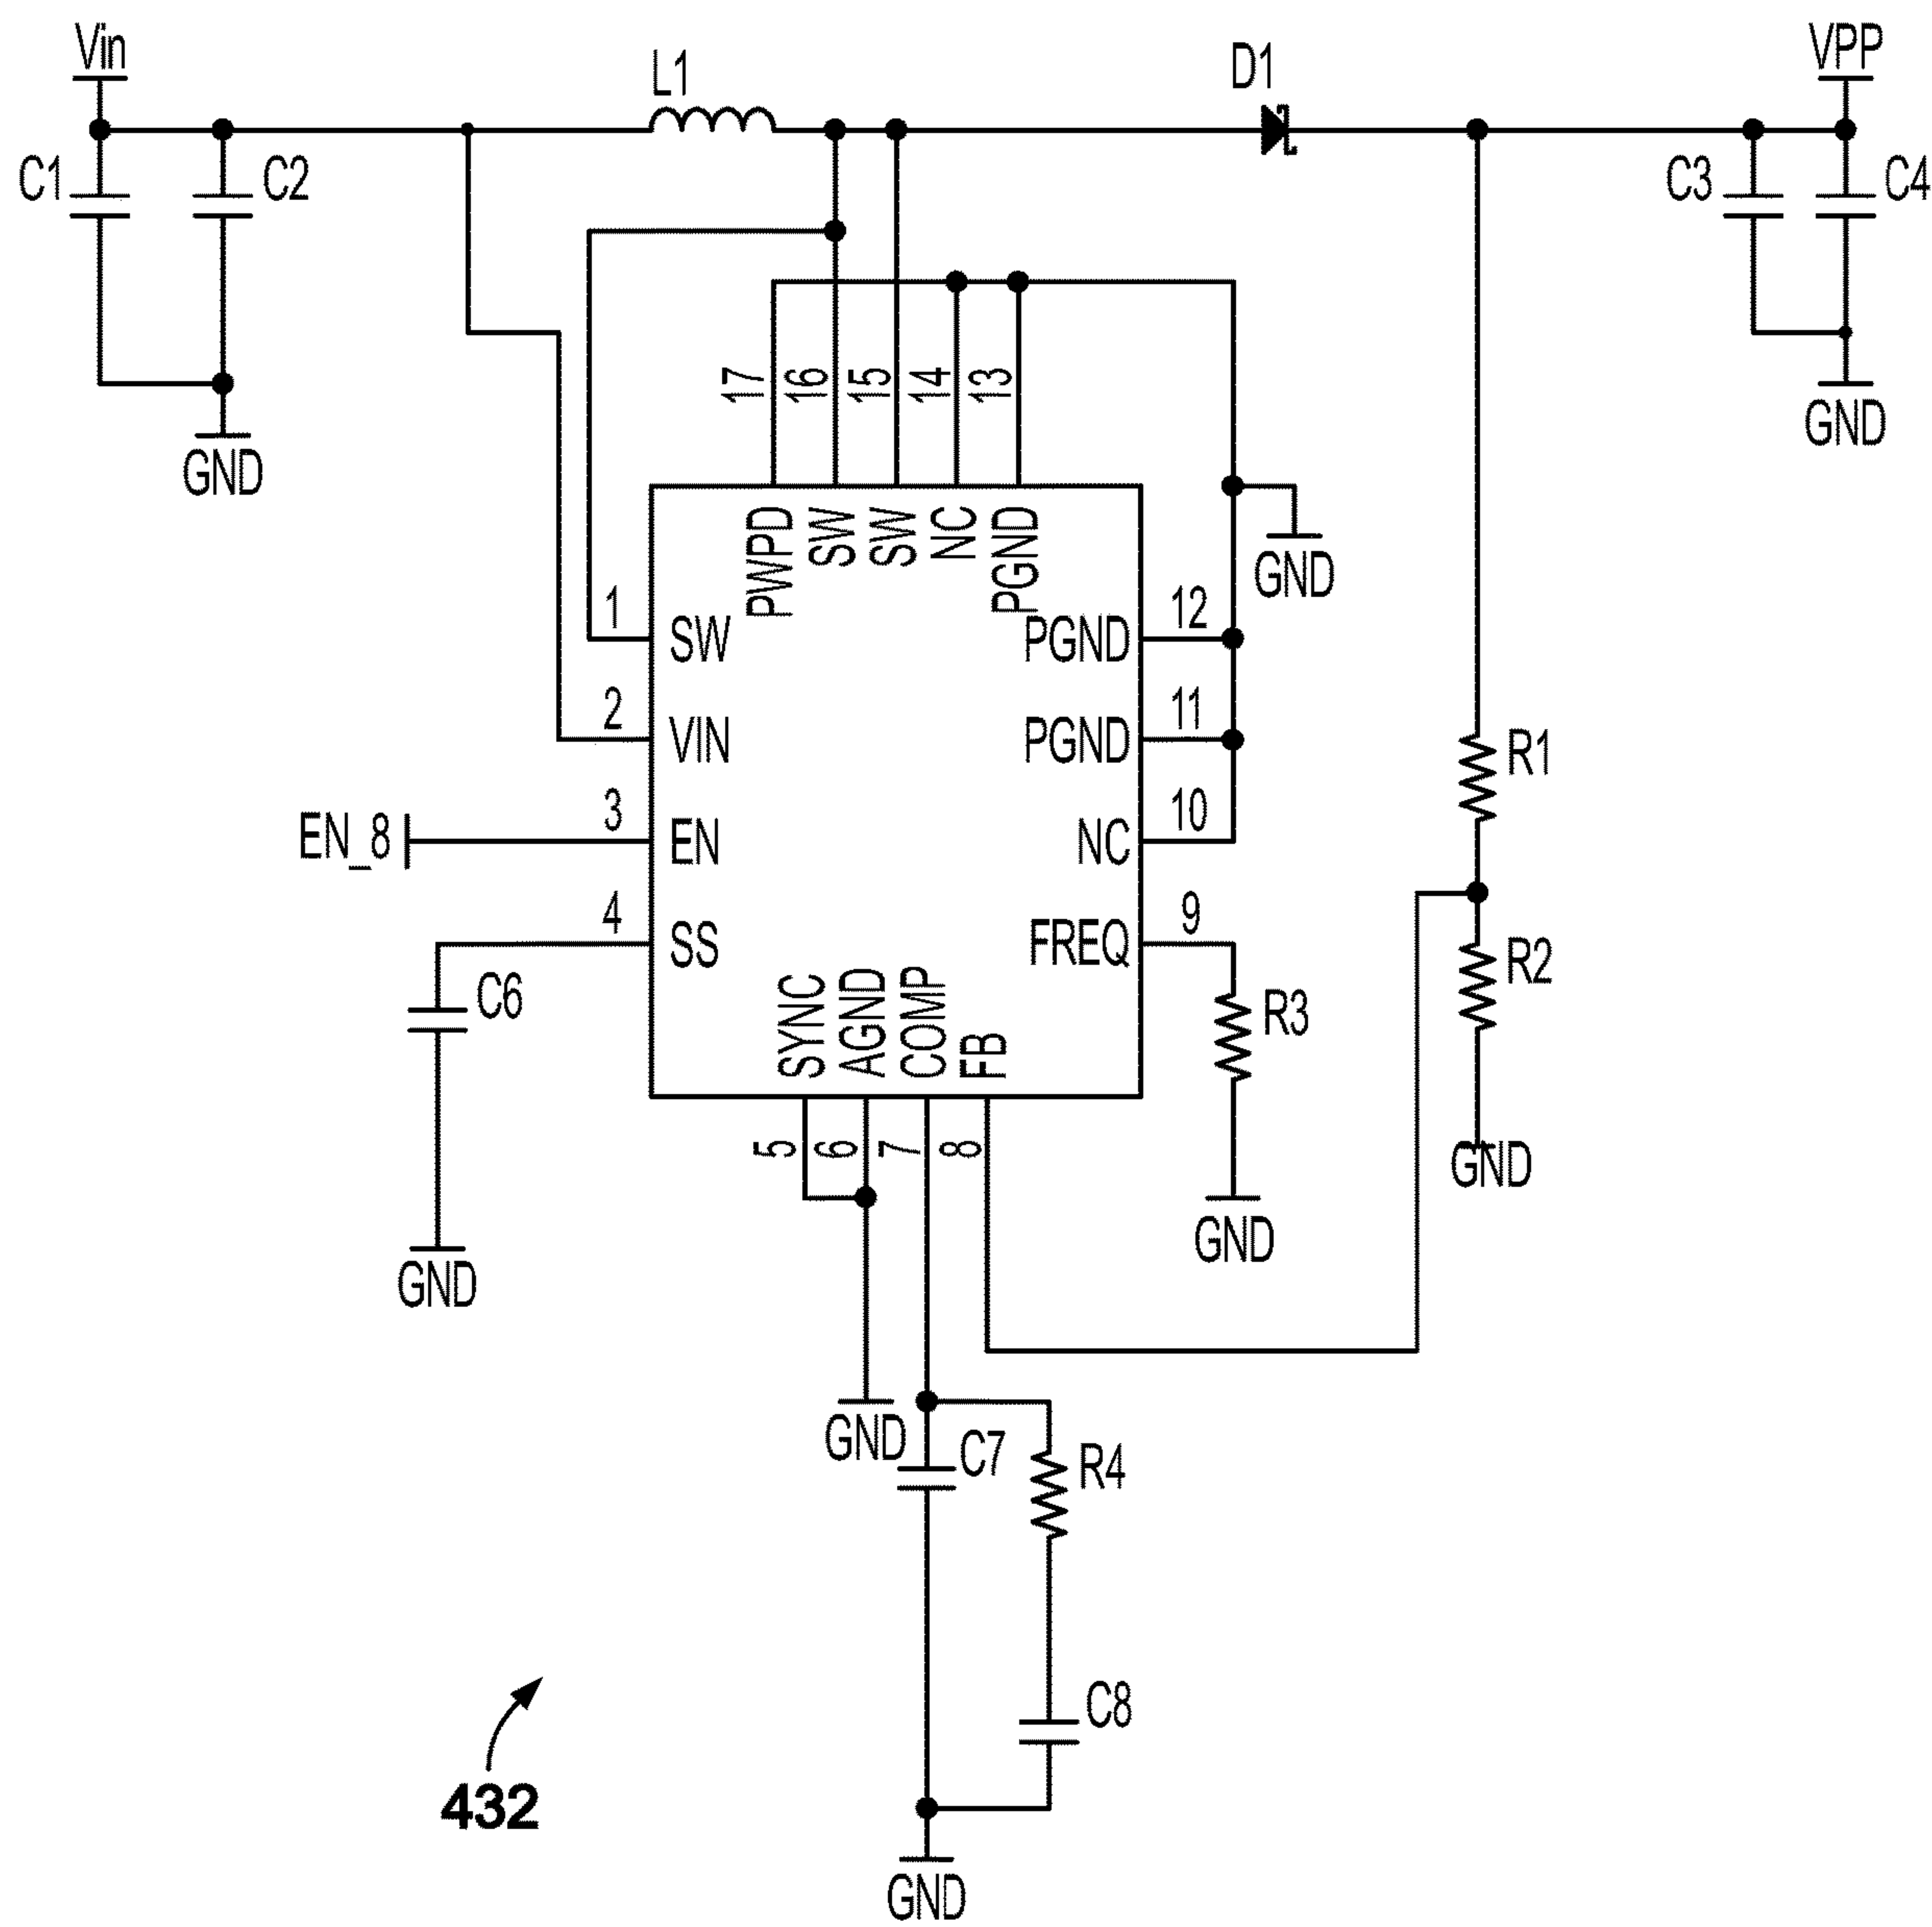 Vin
L1
D1
VPP
C1
C2
C3
C4
GND
GND
17
16
15
14
13
PWPD
SW
SW
NC
PGND
GND
1
SW
PGND
12
2
VIN
PGND
11
R1
EN_8
3
EN
NC
10
4
SS
FREQ
9
R2
C6
R3
SYNC
AGND
COMP
FB
5
6
7
8
GND
GND
GND
GND
C7
R4
C8
432
GND